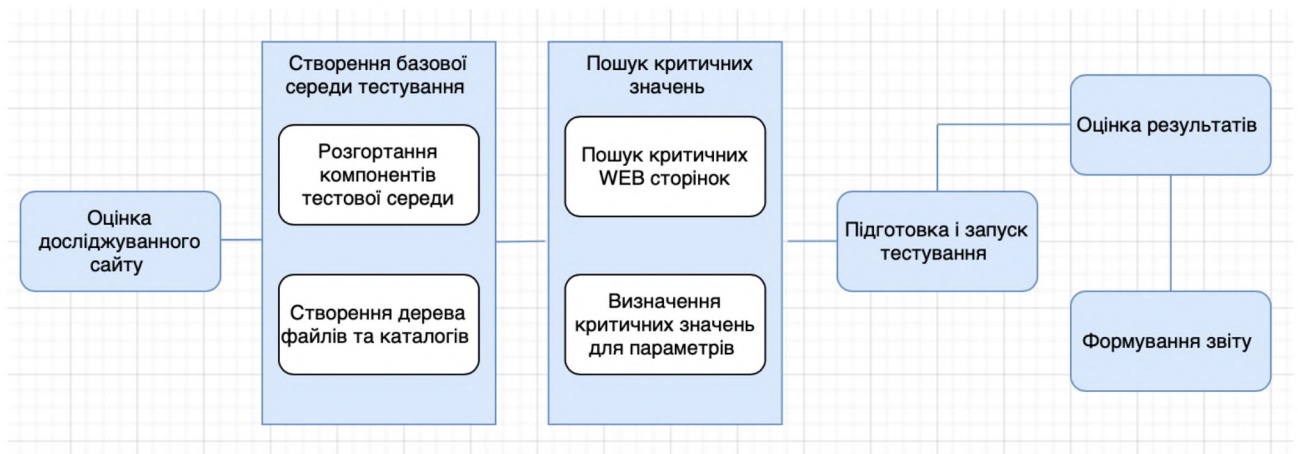 Оцінка
досліджуванного
сайту
Створення базової
середи тестування
Розгортання
компонентів
тестової середи
Створення дерева
файлів та каталогів
Пошук критичних
значень
Пошук критичних
WEB сторінок
Визначення
критичних значень
для параметрів
Підготовка і запуск
тестування
Оцінка результатів
Формування звіту